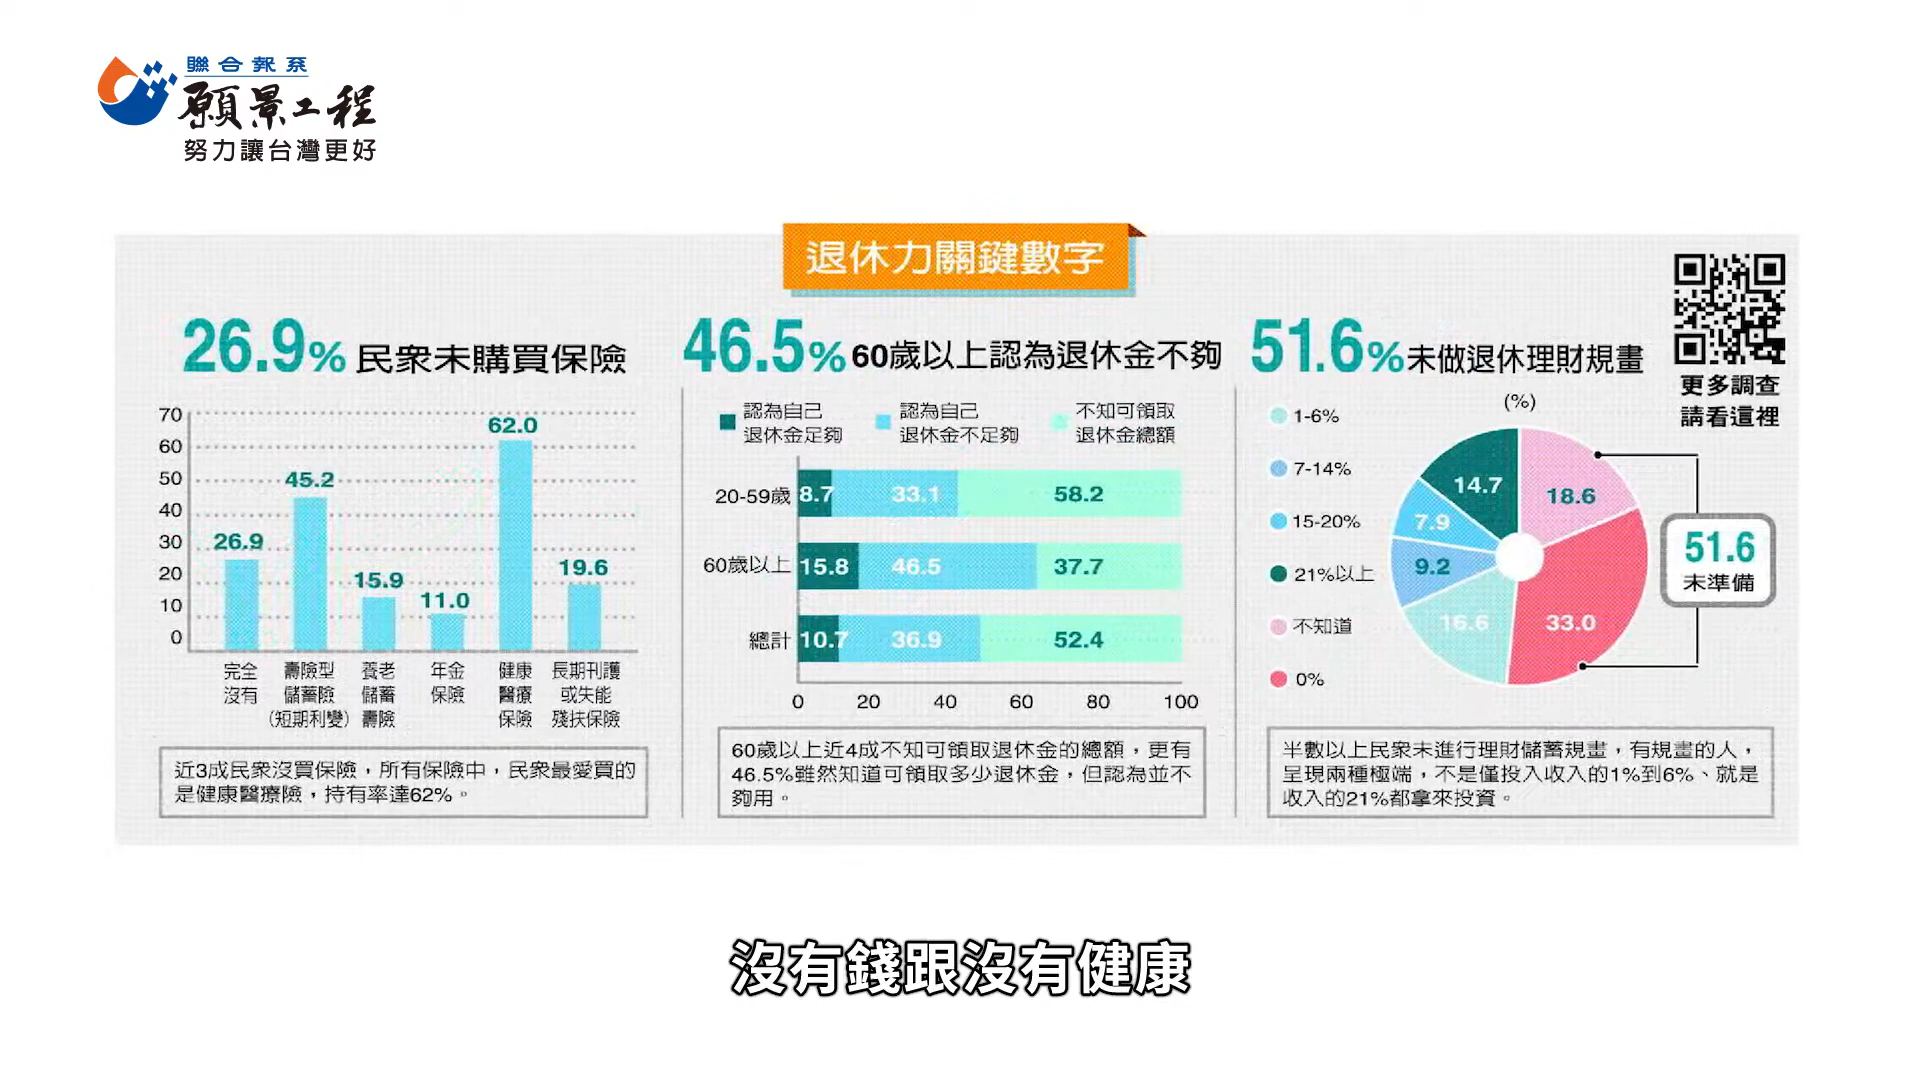 聯合報系
願景工程
努力讓台灣更好
退休力關鍵數字
26.9% 民眾未購買保險
70
60
50
40
30
20
10
0
26.9
45.2
15.9
11.0
62.0
19.6
完全
沒有
壽險型
儲蓄險
(短期利變)
養老
儲蓄
壽險
年金
保險
健康
醫療
保險
長期刊護
或失能
殘扶保險
近3成民眾沒買保險，所有保險中，民眾最愛買的
是健康醫療險，持有率達62%。
46.5% 60歲以上認為退休金不夠
認為自己
退休金足夠
認為自己
退休金不足夠
不知可領取
退休金總額
20-59歲 8.7 33.1 58.2
60歲以上 15.8 46.5 37.7
總計 10.7 36.9 52.4
0 20 40 60 80 100
60歲以上近4成不知可領取退休金的總額，更有
46.5%雖然知道可領取多少退休金，但認為並不
夠用。
51.6% 未做退休理財規畫
(%)
1-6%
7-14%
15-20%
21%以上
不知道
0%
14.7
18.6
7.9
9.2
16.6
33.0
51.6
未準備
半數以上民眾未進行理財儲蓄規畫，有規畫的人，
呈現兩種極端，不是僅投入收入的1%到6%、就是
收入的21%都拿來投資。
更多調查
請看這裡
沒有錢跟沒有健康